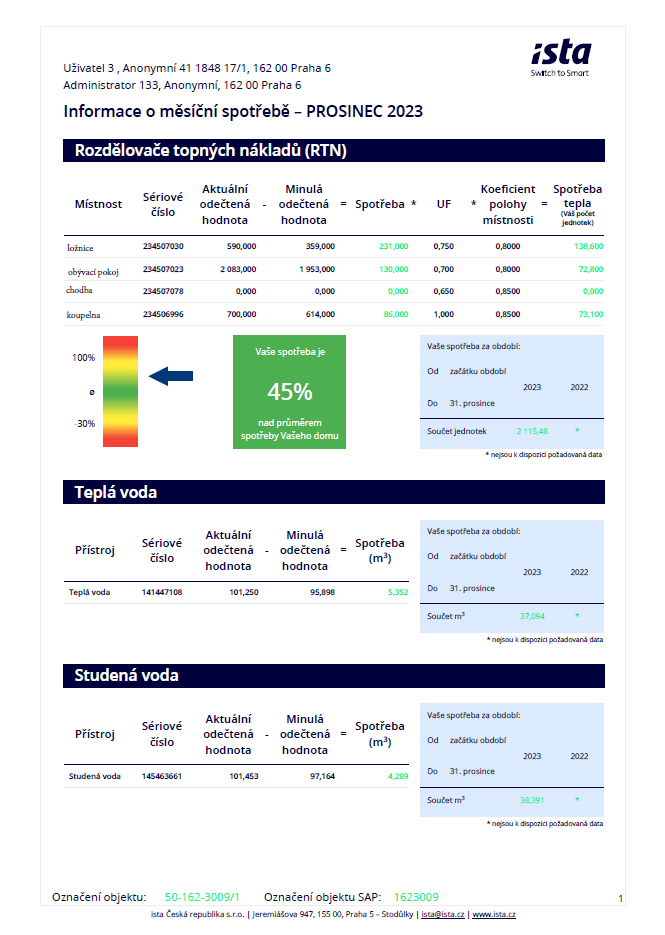 ista
Switch to Smart
Uživatel 3 , Anonymní 41 1848 17/1, 162 00 Praha 6
Administrator 133, Anonymní, 162 00 Praha 6
Informace o měsíční spotřebě – PROSINEC 2023
Rozdělovače topných nákladů (RTN)
Místnost Sériové číslo Aktuální odečtená hodnota - Minulá odečtená hodnota = Spotřeba * UF * Koeficient polohy místnosti = Spotřeba tepla (Váš počet jednotek)
ložnice 234507030 590,000 359,000 231,000 0,750 0,8000 138,600
obývací pokoj 234507023 2 083,000 1 953,000 130,000 0,700 0,8000 72,800
chodba 234507078 0,000 0,000 0,000 0,650 0,8500 0,000
koupelna 234506996 700,000 614,000 86,000 1,000 0,8500 73,100
100%
ø
-30%
Vaše spotřeba je
45%
nad průměrem
spotřeby Vašeho domu
Vaše spotřeba za období:
Od začátku období
2023 2022
Do 31. prosince
Součet jednotek 2 115,48 *
* nejsou k dispozici požadovaná data
Teplá voda
Přístroj Sériové číslo Aktuální odečtená hodnota - Minulá odečtená hodnota = Spotřeba (m³)
Teplá voda 141447108 101,250 95,898 5,352
Vaše spotřeba za období:
Od začátku období
2023 2022
Do 31. prosince
Součet m³ 37,094 *
* nejsou k dispozici požadovaná data
Studená voda
Přístroj Sériové číslo Aktuální odečtená hodnota - Minulá odečtená hodnota = Spotřeba (m³)
Studená voda 145463661 101,453 97,164 4,289
Vaše spotřeba za období:
Od začátku období
2023 2022
Do 31. prosince
Součet m³ 38,391 *
* nejsou k dispozici požadovaná data
Označení objektu: 50-162-3009/1 Označení objektu SAP: 1623009 1
ista Česká republika s.r.o. | Jeremiášova 947, 155 00, Praha 5 – Stodůlky | ista@ista.cz | www.ista.cz